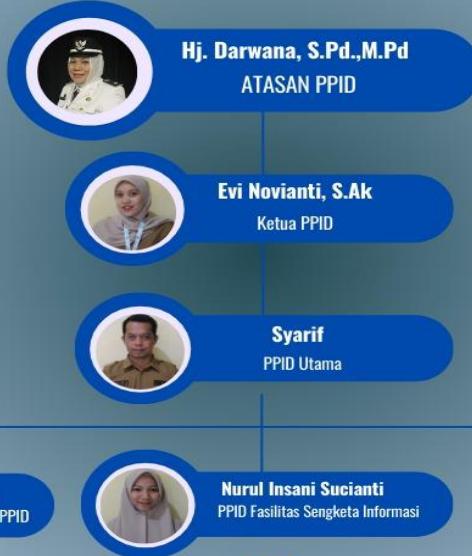 Hj. Darwana, S.Pd.,M.Pd
ATASAN PPID
Evi Novianti, S.Ak
Ketua PPID
Syarif
PPID Utama
PPID
Nurul Insani Sucianti
PPID Fasilitas Sengketa Informasi